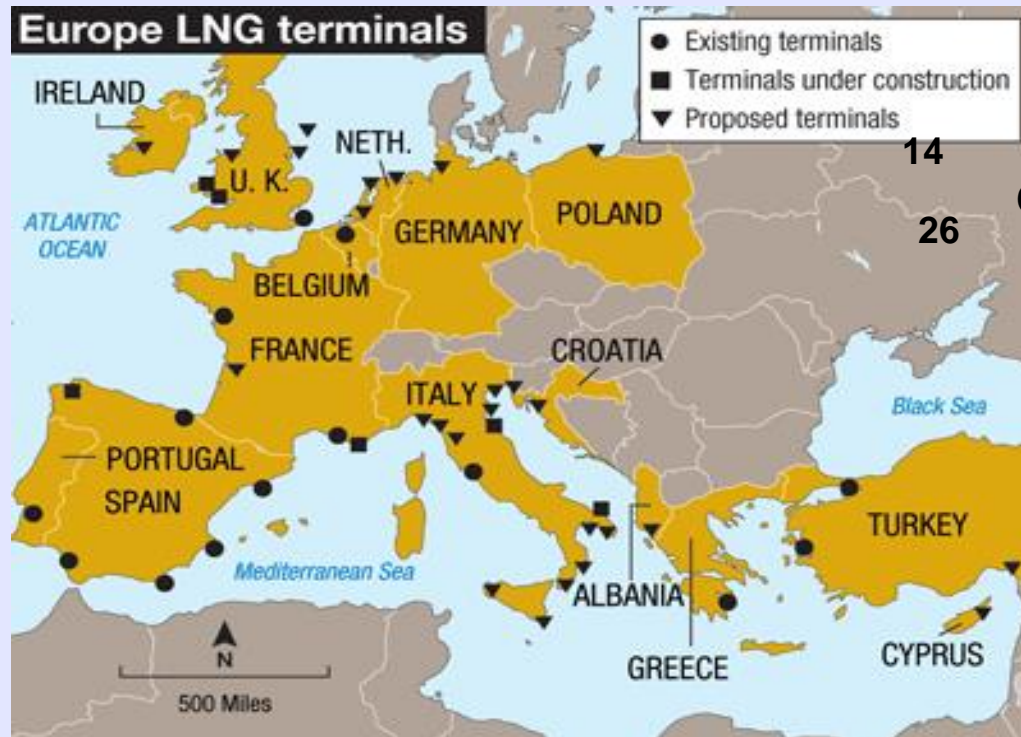 Europe LNG terminals
Existing terminals
Terminals under construction
Proposed terminals
14
26
IRELAND
U. K.
NETH.
ATLANTIC
OCEAN
GERMANY
POLAND
BELGIUM
FRANCE
CROATIA
ITALY
Black Sea
PORTUGAL
SPAIN
TURKEY
Mediterranean Sea
ALBANIA
GREECE
CYPRUS
N
500 Miles